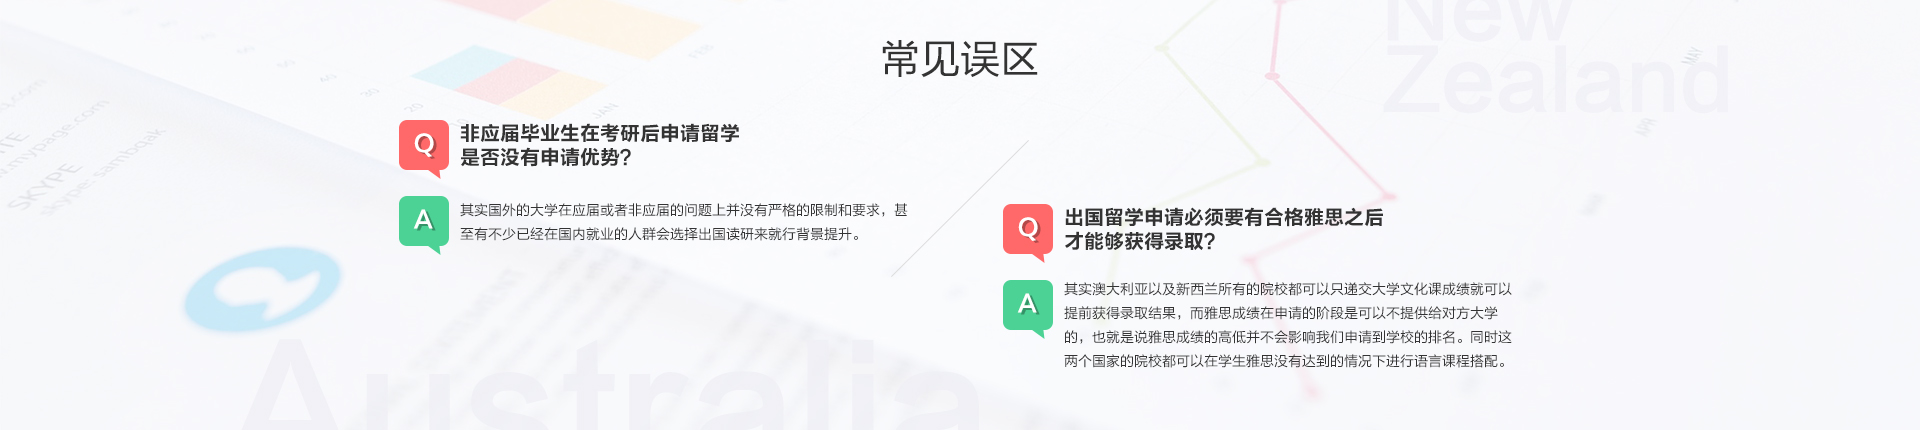 常见误区
New
Zealand
Q
非应届毕业生在考研后申请留学
是否没有申请优势?
A
其实国外的大学在应届或者非应届的问题上并没有严格的限制和要求，甚
至有不少已经在国内就业的人群会选择出国读研来就行背景提升。
Q
出国留学申请必须要有合格雅思之后
才能够获得录取?
A
其实澳大利亚以及新西兰所有的院校都可以只递交大学文化课成绩就可以
提前获得录取结果，而雅思成绩在申请的阶段是可以不提供给对方大学
的，也就是说雅思成绩的高低并不会影响我们申请到学校的排名。同时这
两个国家的院校都可以在学生雅思没有达到的情况下进行语言课程搭配。
Australia
SKYPE
skype: sambqak
50
40
30
20
JAN
FEB
MAY
APR